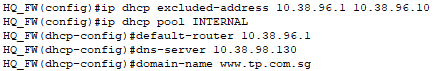 HQ_FW(config)#ip dhcp excluded-address 10.38.96.1 10.38.96.10
HQ_FW(config)#ip dhcp pool INTERNAL
HQ_FW(dhcp-config)#default-router 10.38.96.1
HQ_FW(dhcp-config)#dns-server 10.38.98.130
HQ_FW(dhcp-config)#domain-name www.tp.com.sg